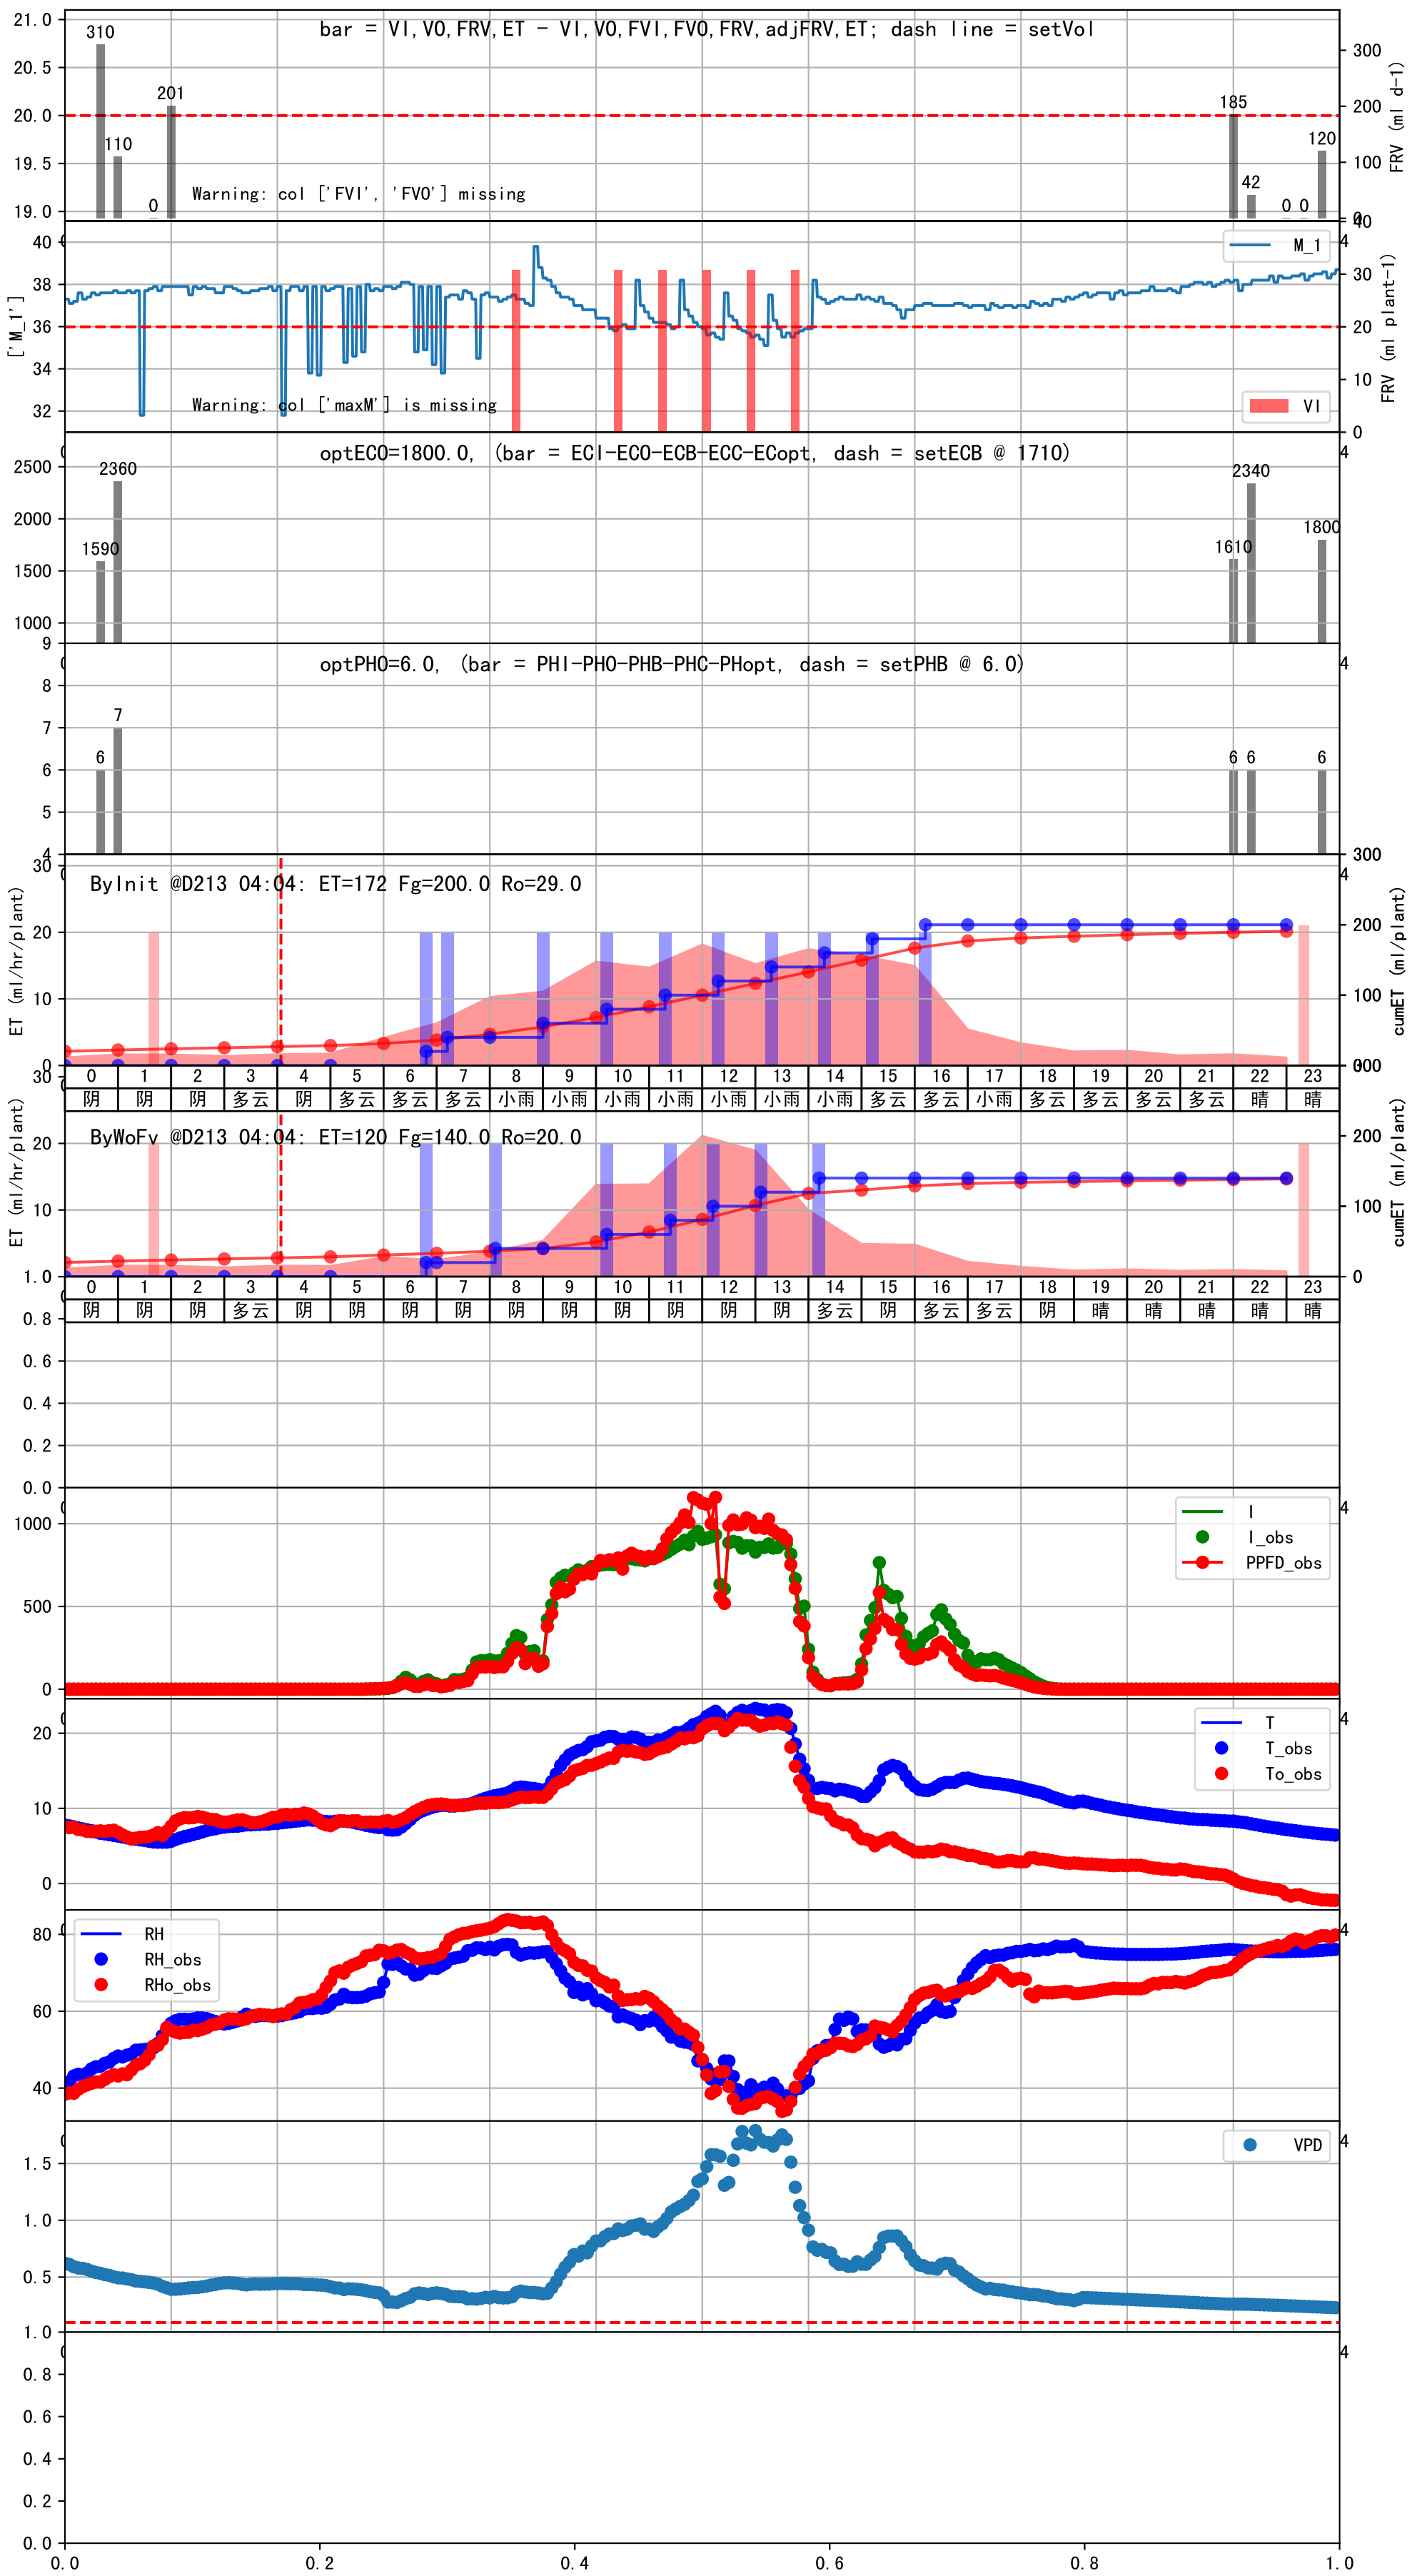 bar = VI,VO,FRV,ET - VI,VO,FVI,FVO,FRV,adjFRV,ET; dash line = setVol
21.0
20.5
20.0
19.5
19.0
310
110
0
201
185
42
0
0
120
300
200
100
0
FRV (ml d-1)
Warning: col ['FVI', 'FVO'] missing
['M_1']
40
38
36
34
32
M_1
VI
40
30
20
10
0
FRV (ml plant-1)
Warning: col ['maxM'] is missing
optECO=1800.0, (bar = ECI-ECO-ECB-ECC-ECopt, dash = setECB @ 1710)
2500
2000
1500
1000
1590
2360
1610
2340
1800
optPHO=6.0, (bar = PHI-PHO-PHB-PHC-PHopt, dash = setPHB @ 6.0)
9
8
7
6
5
4
6
7
6
6
6
ByInit @D213 04:04: ET=172 Fg=200.0 Ro=29.0
ET (ml/hr/plant)
30
20
10
0
300
200
100
0
cumET (ml/plant)
0 1 2 3 4 5 6 7 8 9 10 11 12 13 14 15 16 17 18 19 20 21 22 23
阴 阴 阴 多云 阴 多云 多云 多云 小雨 小雨 小雨 小雨 小雨 小雨 小雨 多云 多云 小雨 多云 多云 多云 多云 晴 晴
ByWoFv @D213 04:04: ET=120 Fg=140.0 Ro=20.0
ET (ml/hr/plant)
30
20
10
300
200
100
0
cumET (ml/plant)
0 1 2 3 4 5 6 7 8 9 10 11 12 13 14 15 16 17 18 19 20 21 22 23
阴 阴 阴 多云 阴 阴 阴 阴 阴 阴 阴 阴 阴 阴 多云 阴 多云 多云 阴 晴 晴 晴 晴 晴
1.0
0.8
0.6
0.4
0.2
0.0
1000
500
0
I
I_obs
PPFD_obs
20
10
0
T
T_obs
To_obs
80
60
40
RH
RH_obs
RHo_obs
1.5
1.0
0.5
VPD
1.0
0.8
0.6
0.4
0.2
0.0
0.0 0.2 0.4 0.6 0.8 1.0